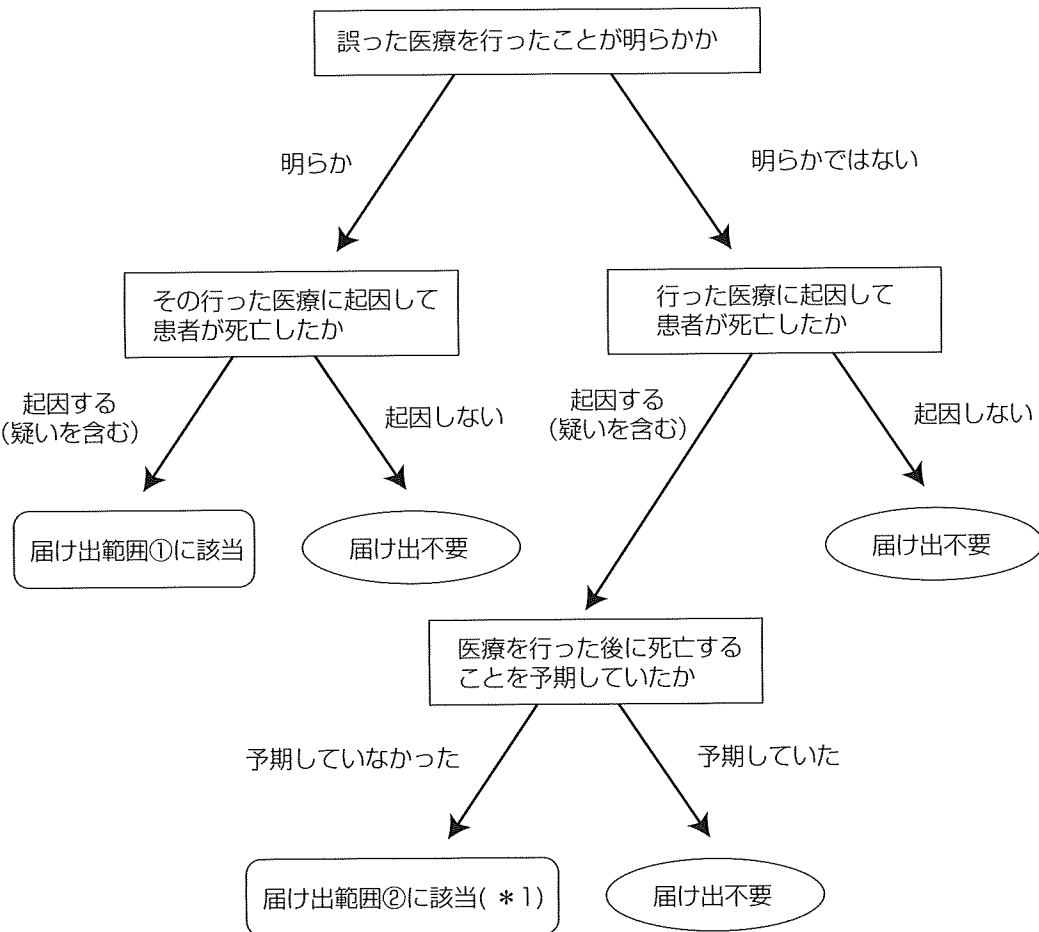 誤った医療を行ったことが明らかか
明らか
明らかではない
その行った医療に起因して
患者が死亡したか
行った医療に起因して
患者が死亡したか
起因する
(疑いを含む)
起因しない
起因する
(疑いを含む)
起因しない
届け出範囲①に該当
届け出不要
届け出不要
医療を行った後に死亡する
ことを予期していたか
予期していなかった
予期していた
届け出範囲②に該当( *1)
届け出不要